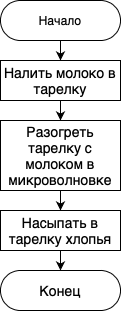 Начало
Налить молоко в
тарелку
Разогреть
тарелку с
молоком в
микроволновке
Насыпать в
тарелку хлопья
Конец